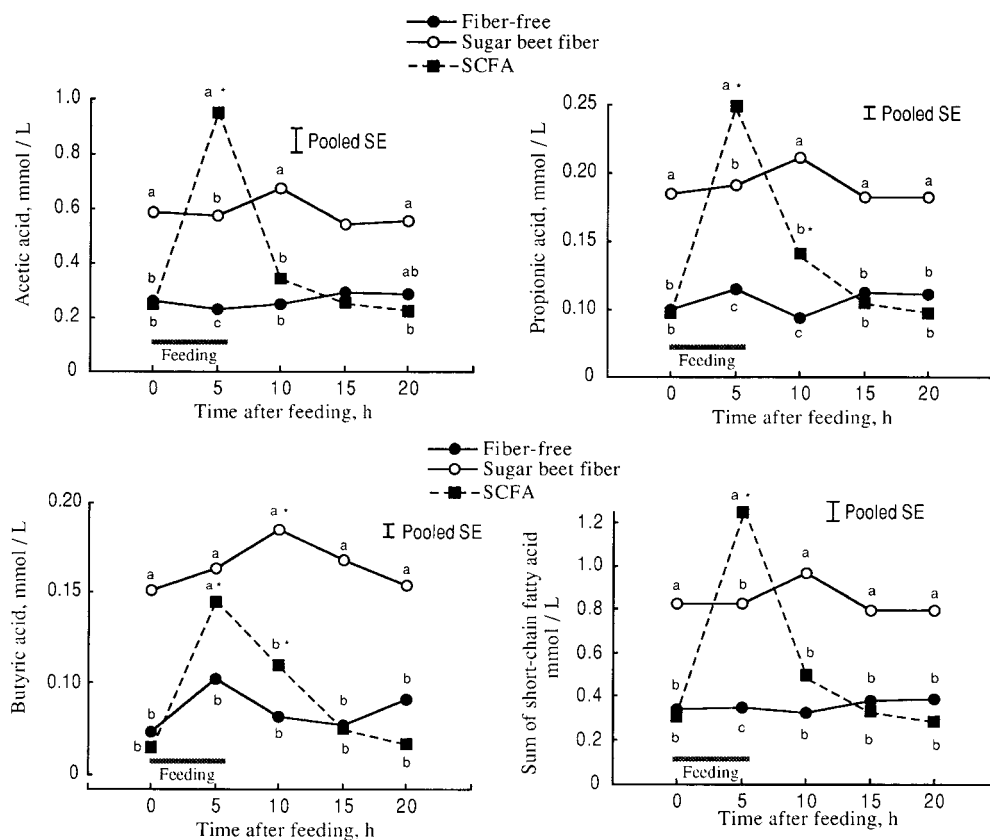 Fiber-free
Sugar beet fiber
SCFA
Acetic acid, mmol / L
1.0
0.8
0.6
0.4
0.2
0
a *
Pooled SE
a
b
a
a
b
b
ab
b
c
b
b
Feeding
0
5
10
15
20
Time after feeding, h
Propionic acid, mmol / L
0.25
0.20
0.15
0.10
0
a *
Pooled SE
a
b
a
a
a
b *
b
b
b
b
c
c
b
b
Feeding
0
5
10
15
20
Time after feeding, h
Fiber-free
Sugar beet fiber
SCFA
Butyric acid, mmol / L
0.20
0.15
0.10
0
a *
Pooled SE
a
a
a
a
a *
b *
b
b
b
b
b
b
b
b
Feeding
0
5
10
15
20
Time after feeding, h
Sum of short-chain fatty acid
mmol / L
1.2
1.0
0.8
0.6
0.4
0.2
0
a *
Pooled SE
a
b
a
a
a
b
b
b
b
b
c
b
b
b
Feeding
0
5
10
15
20
Time after feeding, h